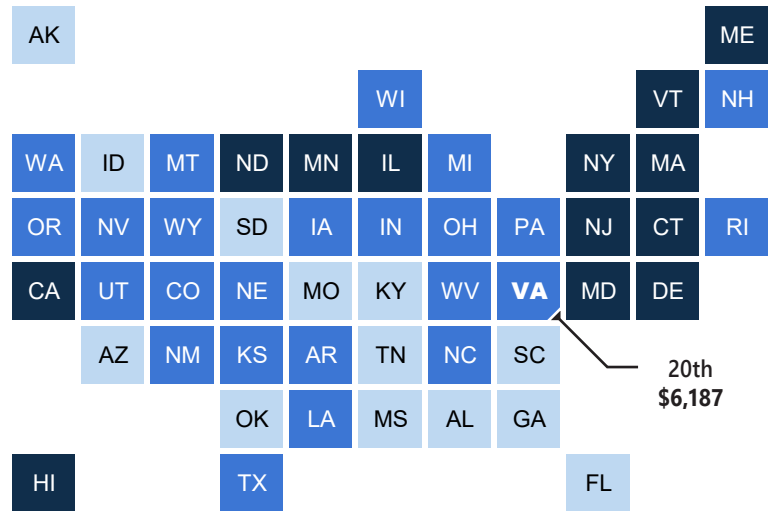 AK ME
WI VT NH
WA ID MT ND MN IL MI NY MA
OR NV WY SD IA IN OH PA NJ CT RI
CA UT CO NE MO KY WV VA MD DE
AZ NM KS AR TN NC SC
20th
$6,187
OK LA MS AL GA
HI TX FL